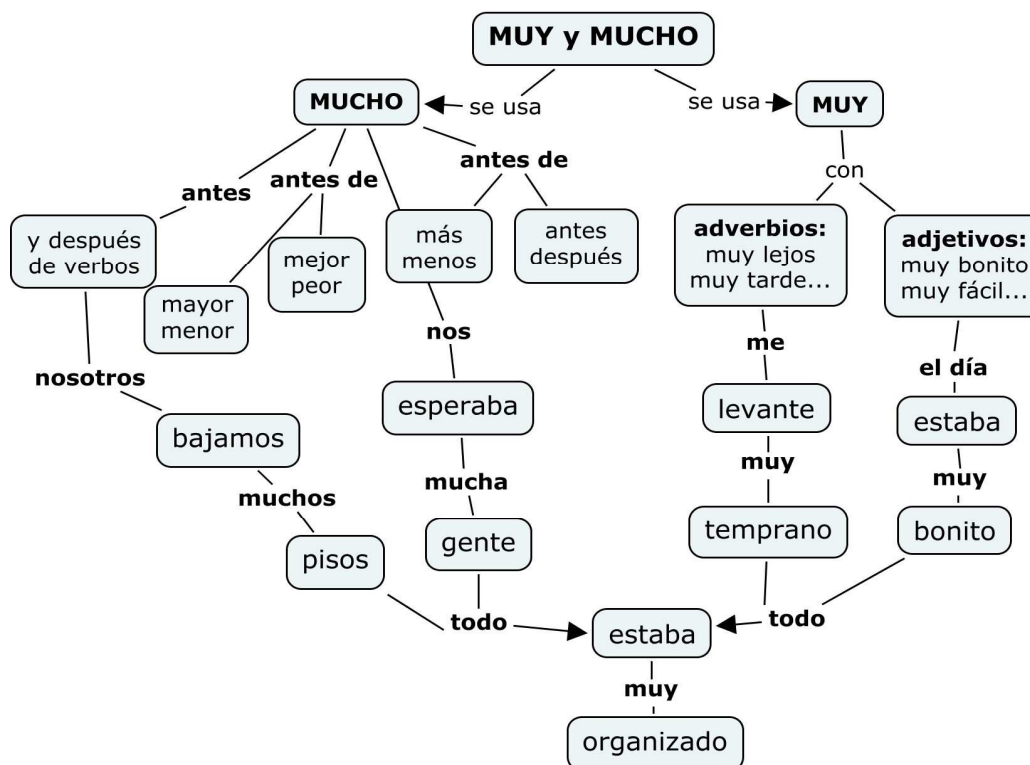 MUY y MUCHO
se usa
se usa
MUCHO
MUY
antes
antes de
antes de
con
y después
de verbos
mayor
menor
mejor
peor
más
menos
antes
después
adverbios:
muy lejos
muy tarde...
adjetivos:
muy bonito
muy fácil...
nosotros
nos
me
el día
bajamos
esperaba
levante
estaba
muchos
mucha
muy
muy
pisos
gente
temprano
bonito
todo
todo
estaba
muy
organizado